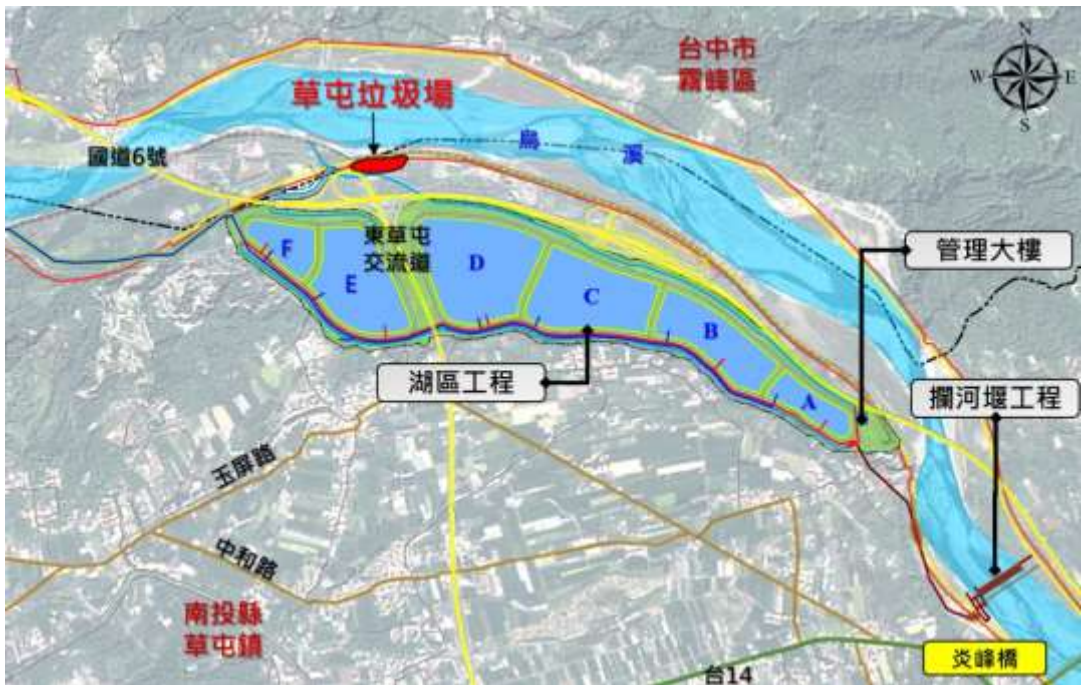 台中市
霧峰區
N
W
E
S
草屯垃圾場
烏
溪
國道6號
東草屯
交流道
F
E
D
C
B
A
管理大樓
湖區工程
攔河堰工程
玉屏路
中和路
南投縣
草屯鎮
炎峰橋
台14